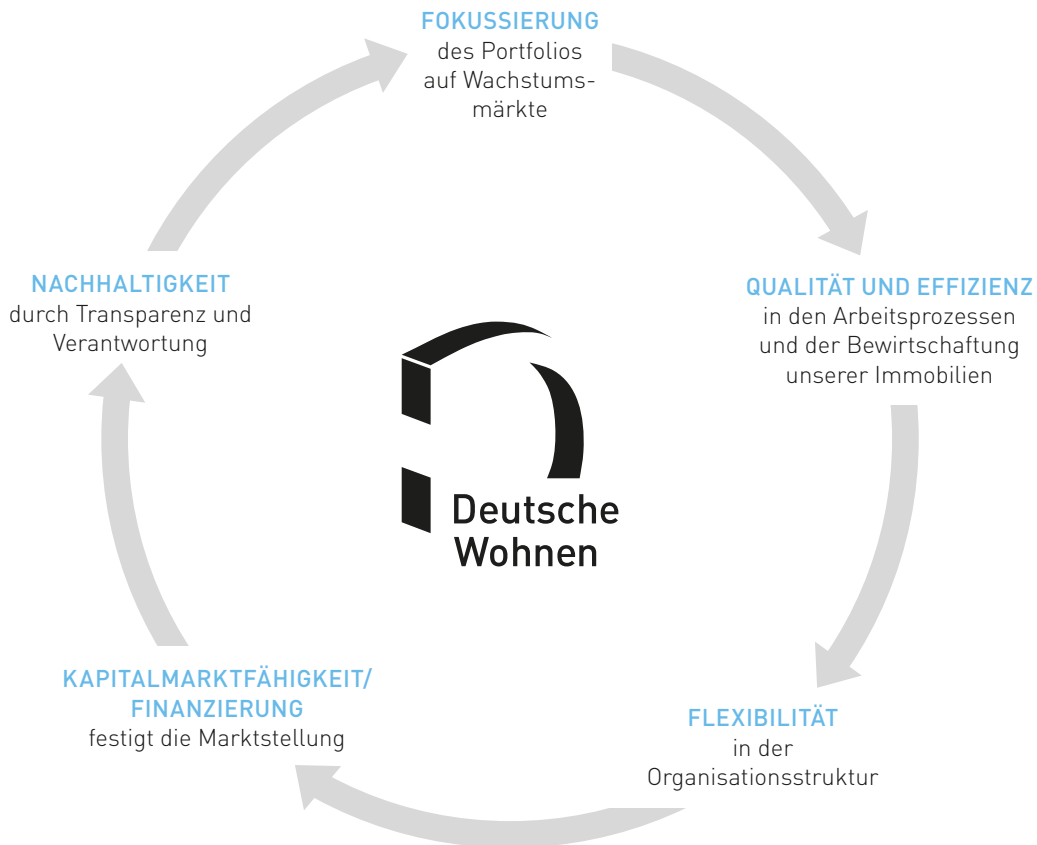 FOKUSSIERUNG
des Portfolios
auf Wachstums-
märkte
QUALITÄT UND EFFIZIENZ
in den Arbeitsprozessen
und der Bewirtschaftung
unserer Immobilien
FLEXIBILITÄT
in der
Organisationsstruktur
KAPITALMARKTFÄHIGKEIT/
FINANZIERUNG
festigt die Marktstellung
NACHHALTIGKEIT
durch Transparenz und
Verantwortung
Deutsche
Wohnen